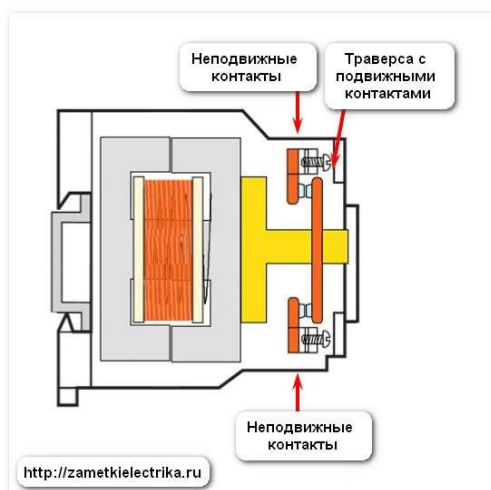 Неподвижные
контакты
Траверса с
подвижными
контактами
Неподвижные
контакты
http://zametkielectrika.ru